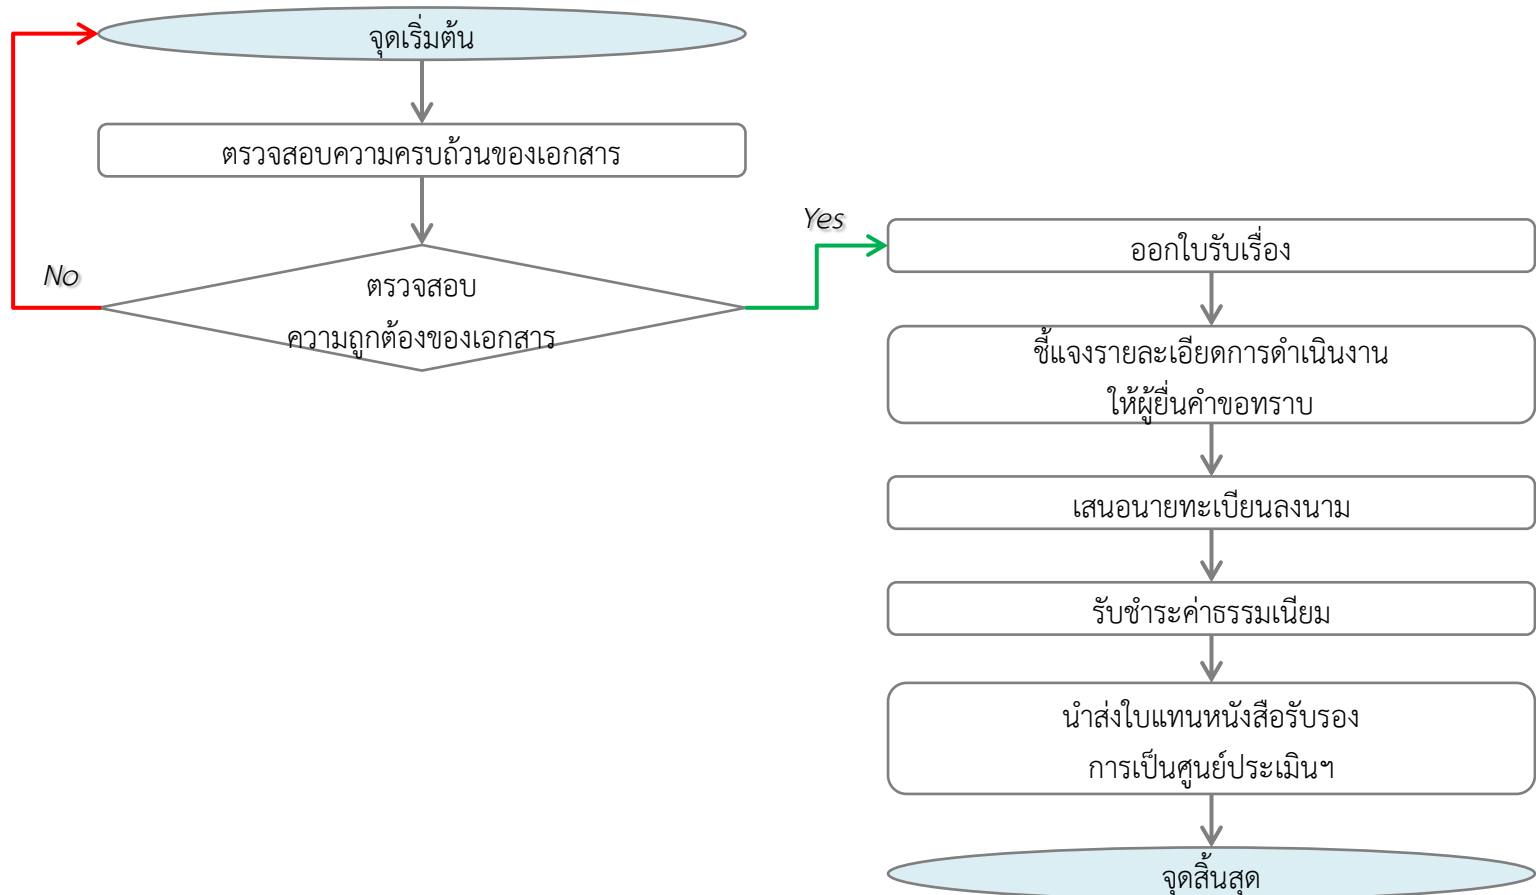 จุดเริ่มต้น
ตรวจสอบความครบถ้วนของเอกสาร
No
ตรวจสอบ
ความถูกต้องของเอกสาร
Yes
ออกใบรับเรื่อง
ชี้แจงรายละเอียดการดำเนินงาน
ให้ผู้ยื่นคำขอทราบ
เสนอนายทะเบียนลงนาม
รับชำระค่าธรรมเนียม
นำส่งใบแทนหนังสือรับรอง
การเป็นศูนย์ประเมินฯ
จุดสิ้นสุด